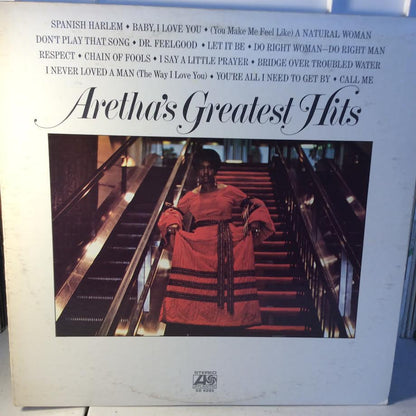 SPANISH HARLEM • BABY, I LOVE YOU • (You Make Me Feel Like) A NATURAL WOMAN
DON'T PLAY THAT SONG • DR. FEELGOOD • LET IT BE • DO RIGHT WOMAN—DO RIGHT MAN
RESPECT • CHAIN OF FOOLS • I SAY A LITTLE PRAYER • BRIDGE OVER TROUBLED WATER
I NEVER LOVED A MAN (The Way I Love You) • YOU'RE ALL I NEED TO GET BY • CALL ME
Aretha's Greatest Hits
STEREO